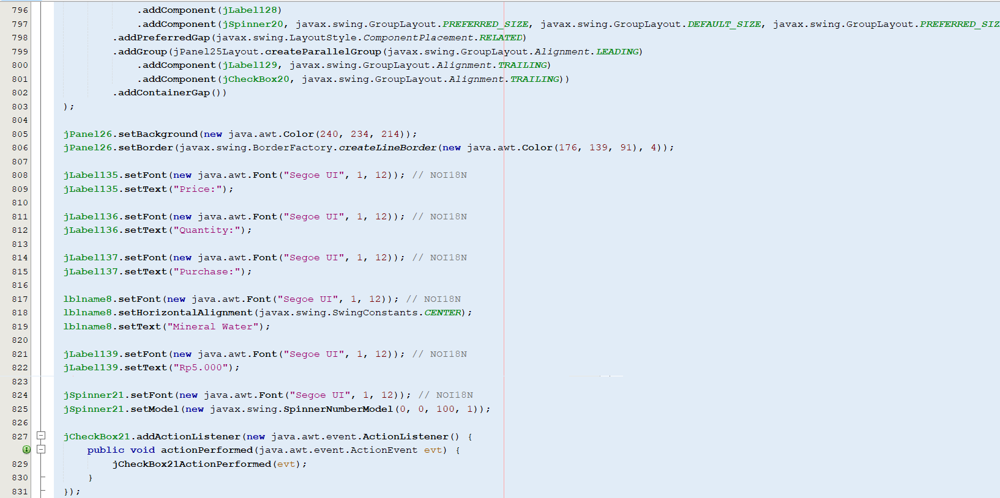 796 .addComponent(jLabel128)
797 .addComponent(jSpinner20, javax.swing.GroupLayout.PREFERRED_SIZE, javax.swing.GroupLayout.DEFAULT_SIZE, javax.swing.GroupLayout.PREFERRED_SIZ
798 .addPreferredGap(javax.swing.LayoutStyle.ComponentPlacement.RELATED)
799 .addGroup(jPanel25Layout.createParallelGroup(javax.swing.GroupLayout.Alignment.LEADING)
800 .addComponent(jLabel129, javax.swing.GroupLayout.Alignment.TRAILING)
801 .addComponent(jCheckBox20, javax.swing.GroupLayout.Alignment.TRAILING))
802 .addContainerGap())
803 );
804
805 jPanel26.setBackground(new java.awt.Color(240, 234, 214));
806 jPanel26.setBorder(javax.swing.BorderFactory.createLineBorder(new java.awt.Color(176, 139, 91), 4));
807
808 jLabel135.setFont(new java.awt.Font("Segoe UI", 1, 12)); // NOI18N
809 jLabel135.setText("Price:");
810
811 jLabel136.setFont(new java.awt.Font("Segoe UI", 1, 12)); // NOI18N
812 jLabel136.setText("Quantity:");
813
814 jLabel137.setFont(new java.awt.Font("Segoe UI", 1, 12)); // NOI18N
815 jLabel137.setText("Purchase:");
816
817 lblname8.setFont(new java.awt.Font("Segoe UI", 1, 12)); // NOI18N
818 lblname8.setHorizontalAlignment(javax.swing.SwingConstants.CENTER);
819 lblname8.setText("Mineral Water");
820
821 jLabel139.setFont(new java.awt.Font("Segoe UI", 1, 12)); // NOI18N
822 jLabel139.setText("Rp5.000");
823
824 jSpinner21.setFont(new java.awt.Font("Segoe UI", 1, 12)); // NOI18N
825 jSpinner21.setModel(new javax.swing.SpinnerNumberModel(0, 0, 100, 1));
826
827 jCheckBox21.addActionListener(new java.awt.event.ActionListener() {
public void actionPerformed(java.awt.event.ActionEvent evt) {
829 jCheckBox21ActionPerformed(evt);
830 }
831 });